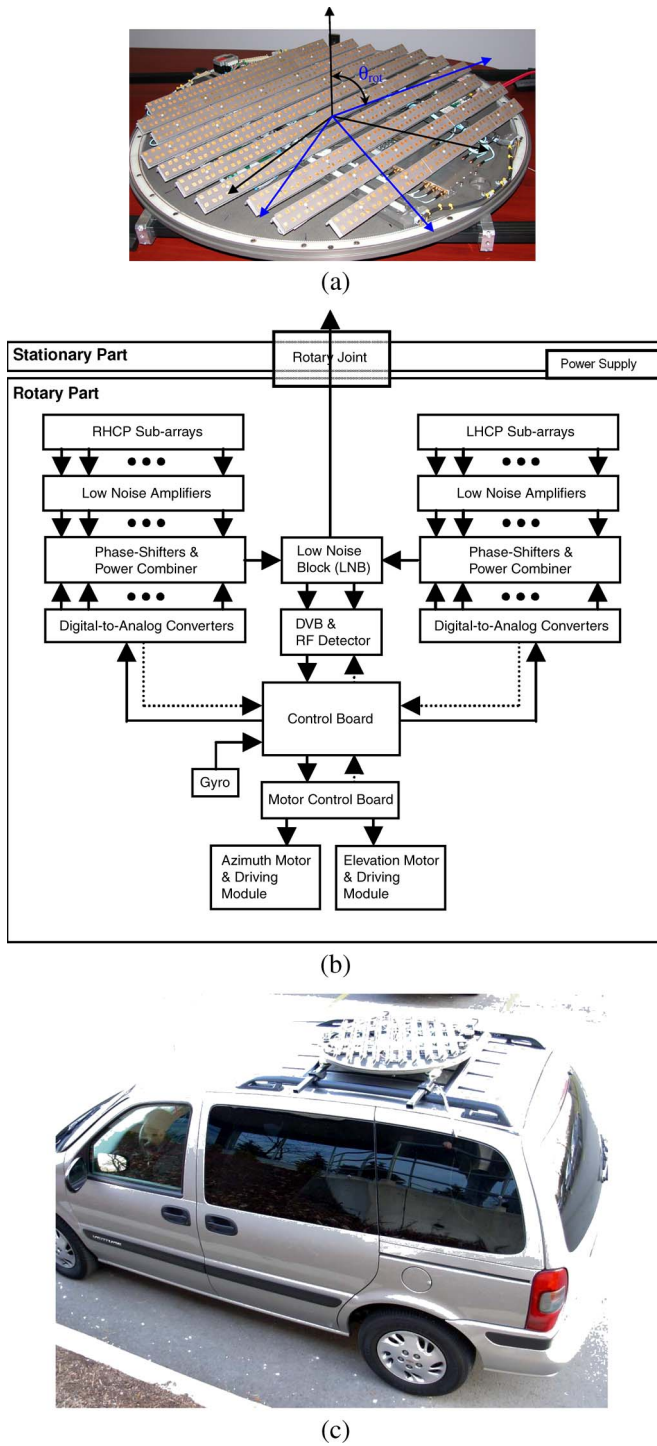 θrot
(a)
Stationary Part
Rotary Joint
Power Supply
Rotary Part
RHCP Sub-arrays
LHCP Sub-arrays
Low Noise Amplifiers
Low Noise Amplifiers
Phase-Shifters &
Power Combiner
Low Noise
Block (LNB)
Phase-Shifters &
Power Combiner
Digital-to-Analog Converters
DVB &
RF Detector
Digital-to-Analog Converters
Control Board
Gyro
Motor Control Board
Azimuth Motor
& Driving
Module
Elevation Motor
& Driving
Module
(b)
(c)